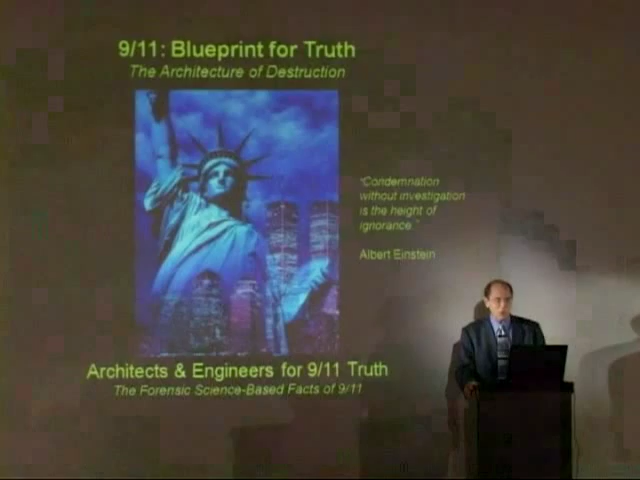 9/11: Blueprint for Truth
The Architecture of Destruction
"Condemnation
without investigation
is the height of
ignorance."
Albert Einstein
Architects & Engineers for 9/11 Truth
The Forensic Science-Based Facts of 9/11